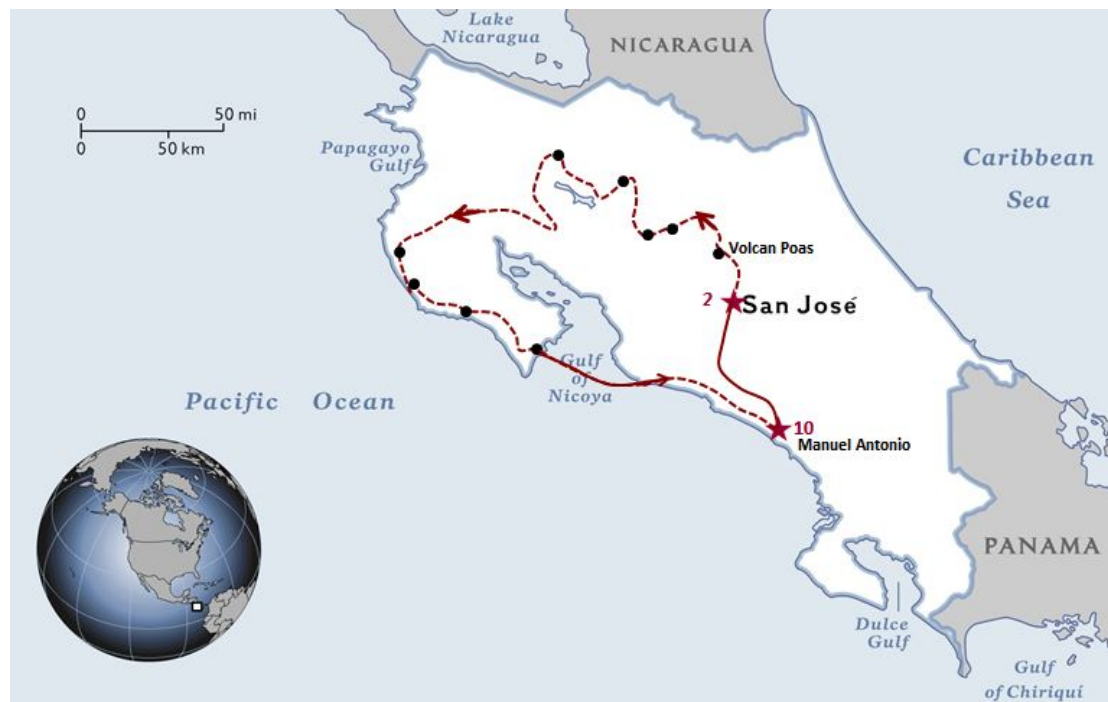 Lake
Nicaragua
NICARAGUA
0
50 mi
0
50 km
Papagayo
Gulf
Caribbean
Sea
Volcan Poas
2
San José
Gulf
of
Nicoya
Pacific Ocean
10
Manuel Antonio
PANAMA
Dulce
Gulf
Gulf
of Chiriquí